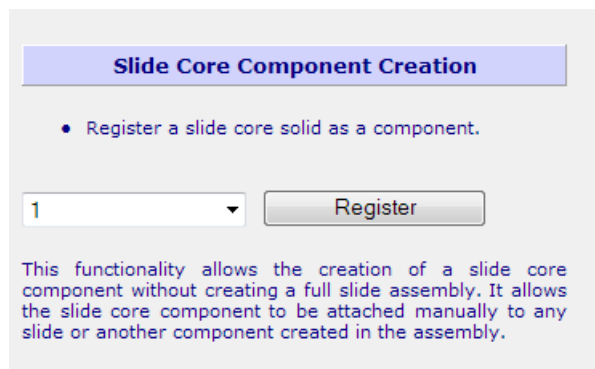 Slide Core Component Creation
• Register a slide core solid as a component.
1 Register
This functionality allows the creation of a slide core
component without creating a full slide assembly. It allows
the slide core component to be attached manually to any
slide or another component created in the assembly.